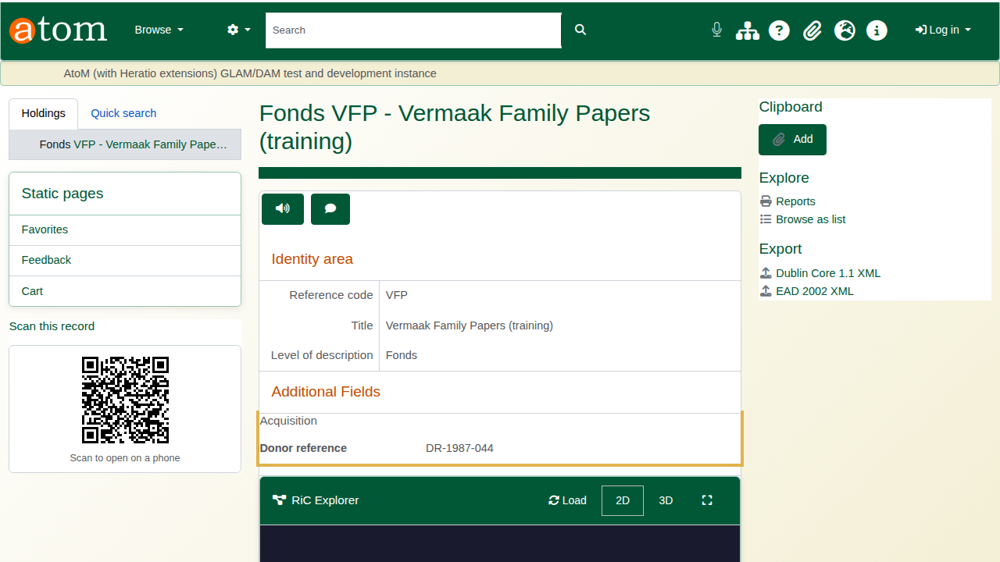 atom
Browse
Search
Log in
AtoM (with Heratio extensions) GLAM/DAM test and development instance
Holdings
Quick search
Fonds VFP - Vermaak Family Pape…
Static pages
Favorites
Feedback
Cart
Scan this record
Scan to open on a phone
Fonds VFP - Vermaak Family Papers
(training)
Identity area
Reference code VFP
Title Vermaak Family Papers (training)
Level of description Fonds
Additional Fields
Acquisition
Donor reference DR-1987-044
RiC Explorer
Load
2D
3D
Clipboard
Add
Explore
Reports
Browse as list
Export
Dublin Core 1.1 XML
EAD 2002 XML